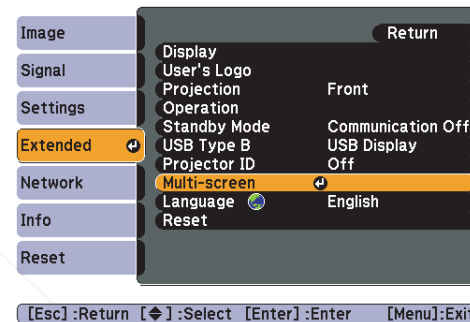 Return
Image
Display
Signal
User's Logo
Projection Front
Settings
Operation
Standby Mode Communication Off
Extended
USB Type B USB Display
Projector ID Off
Network
Multi-screen
Language English
Info
Reset
Reset
[Esc] :Return [ ] :Select [Enter] :Enter [Menu]:Exit